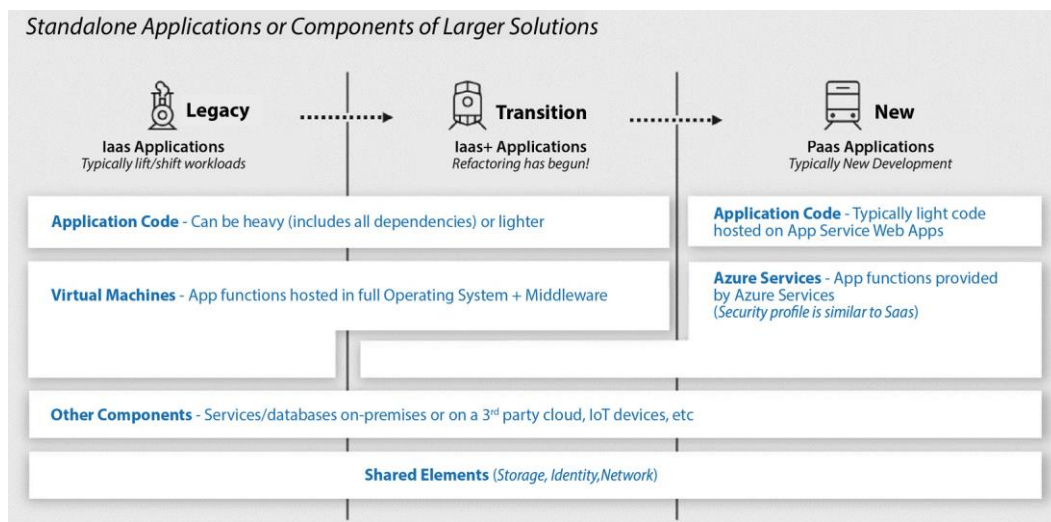 Standalone Applications or Components of Larger Solutions
Legacy
Transition
New
Iaas Applications
Typically lift/shift workloads
Iaas+ Applications
Refactoring has begun!
Paas Applications
Typically New Development
Application Code - Can be heavy (includes all dependencies) or lighter
Application Code - Typically light code
hosted on App Service Web Apps
Virtual Machines - App functions hosted in full Operating System + Middleware
Azure Services - App functions provided
by Azure Services
(Security profile is similar to Saas)
Other Components - Services/databases on-premises or on a 3rd party cloud, IoT devices, etc
Shared Elements (Storage, Identity,Network)